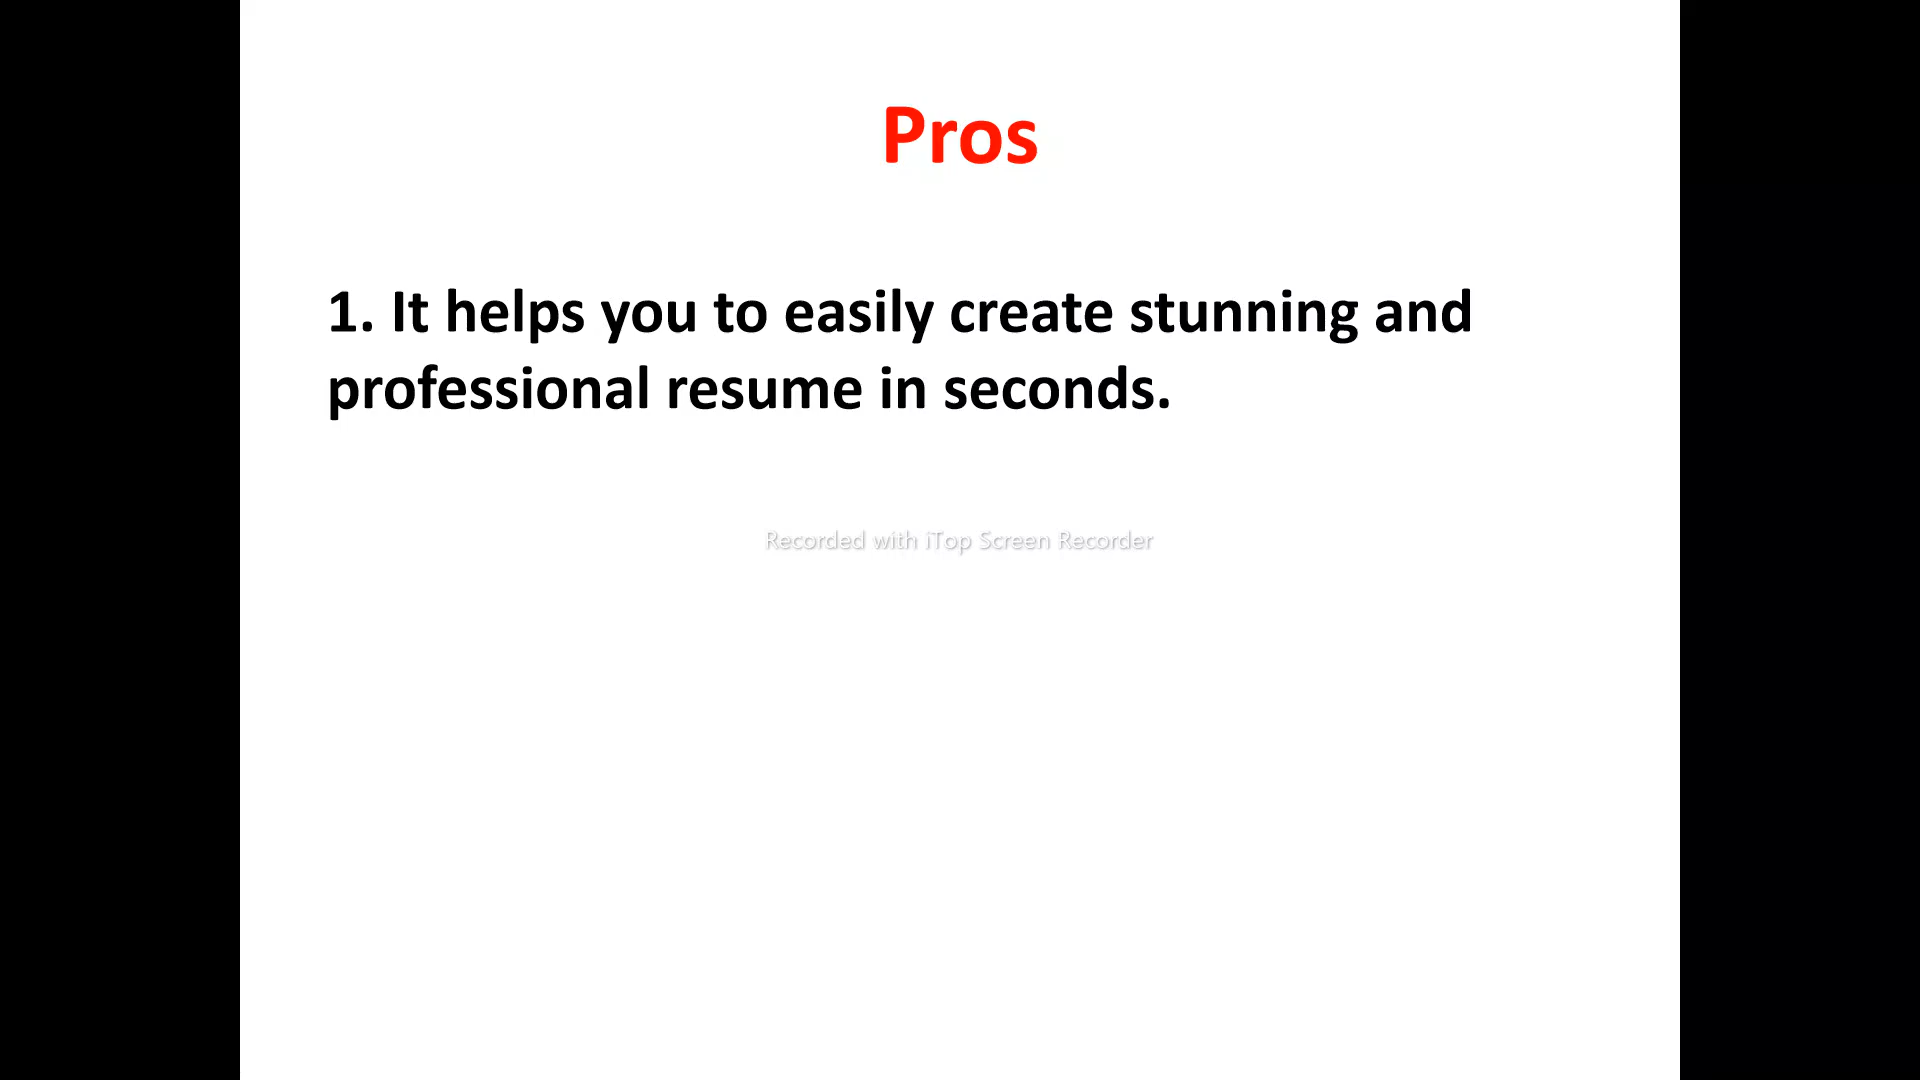 Pros
1. It helps you to easily create stunning and
professional resume in seconds.
Recorded with iTop Screen Recorder